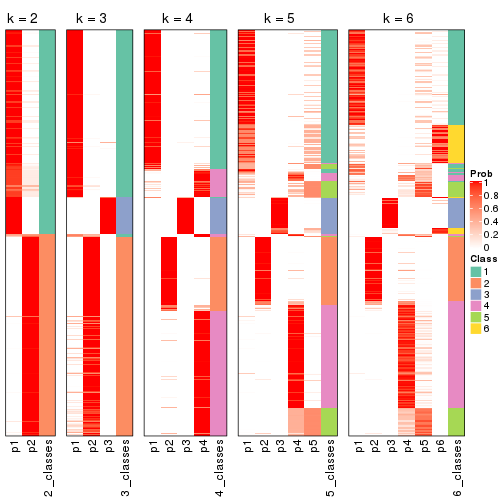 k = 2
k = 3
k = 4
k = 5
k = 6
p1
p2
2_classes
p1
p2
p3
3_classes
p1
p2
p3
p4
4_classes
p1
p2
p3
p4
p5
5_classes
p1
p2
p3
p4
p5
p6
6_classes
Prob
1
0.8
0.6
0.4
0.2
0
Class
1
2
3
4
5
6